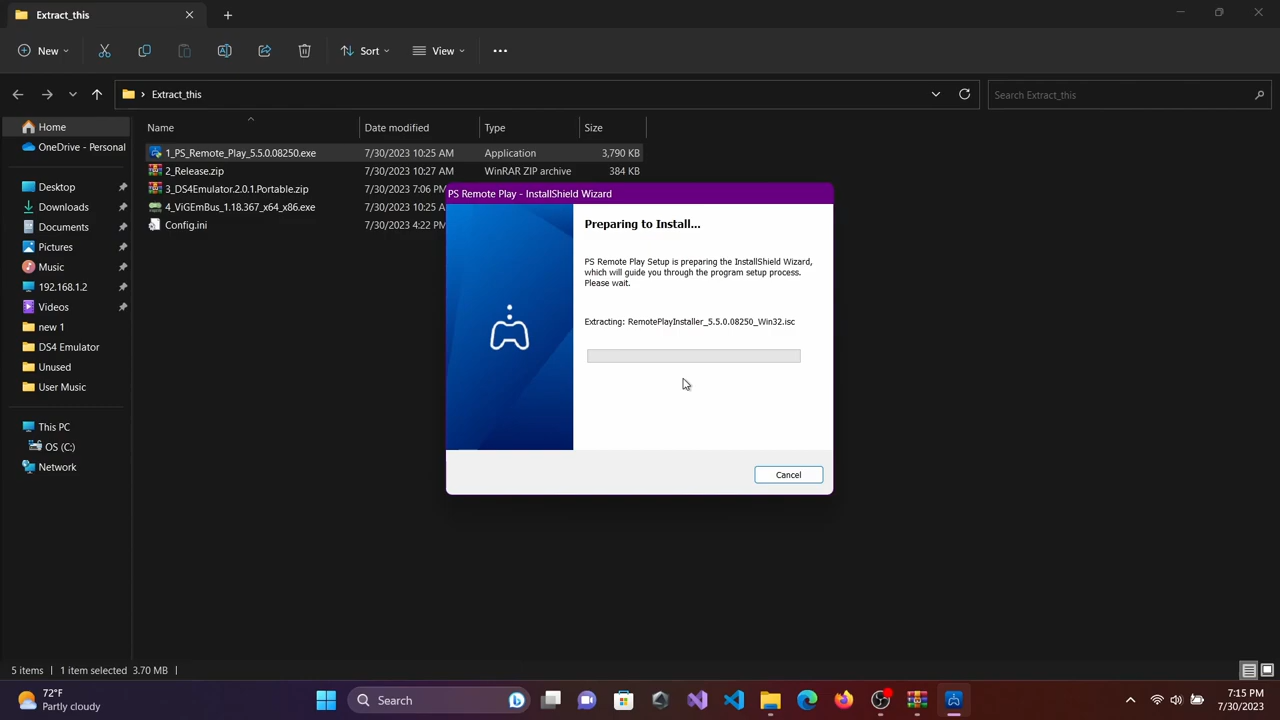 Extract_this
New
Sort
View
Extract_this
Search Extract_this
Home
OneDrive - Personal
Desktop
Downloads
Documents
Pictures
Music
192.168.1.2
Videos
new 1
DS4 Emulator
Unused
User Music
This PC
OS (C:)
Network
Name Date modified Type Size
1_PS_Remote_Play_5.5.0.08250.exe 7/30/2023 10:25 AM Application 3,790 KB
2_Release.zip 7/30/2023 10:27 AM WinRAR ZIP archive 384 KB
3_DS4Emulator.2.0.1.Portable.zip 7/30/2023 7:06 PM
4_ViGEmBus_1.18.367_x64_x86.exe 7/30/2023 10:25 A
Config.ini 7/30/2023 4:22 PM
PS Remote Play - InstallShield Wizard
Preparing to Install...
PS Remote Play Setup is preparing the InstallShield Wizard,
which will guide you through the program setup process.
Please wait.
Extracting: RemotePlayInstaller_5.5.0.08250_Win32.isc
Cancel
5 items 1 item selected 3.70 MB
72°F
Partly cloudy
Search
7:15 PM
7/30/2023